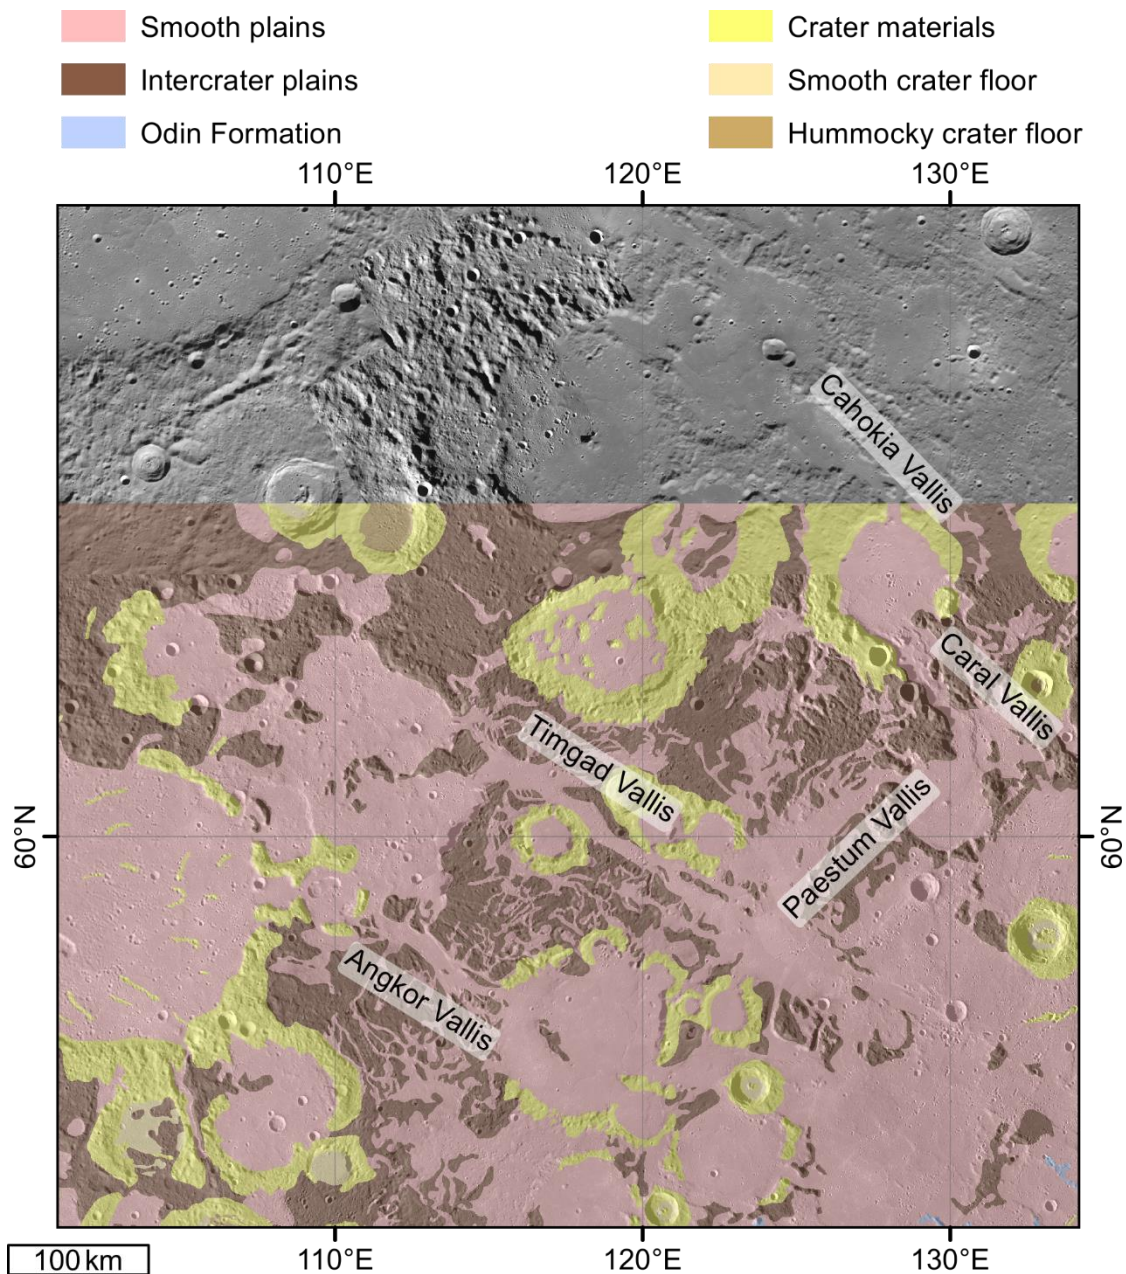 Smooth plains
Intercrater plains
Odin Formation
Crater materials
Smooth crater floor
Hummocky crater floor
110°E 120°E 130°E
Cahokia Vallis
Caral Vallis
Timgad Vallis
Paestum Vallis
60°N 60°N
Angkor Vallis
100 km
110°E 120°E 130°E